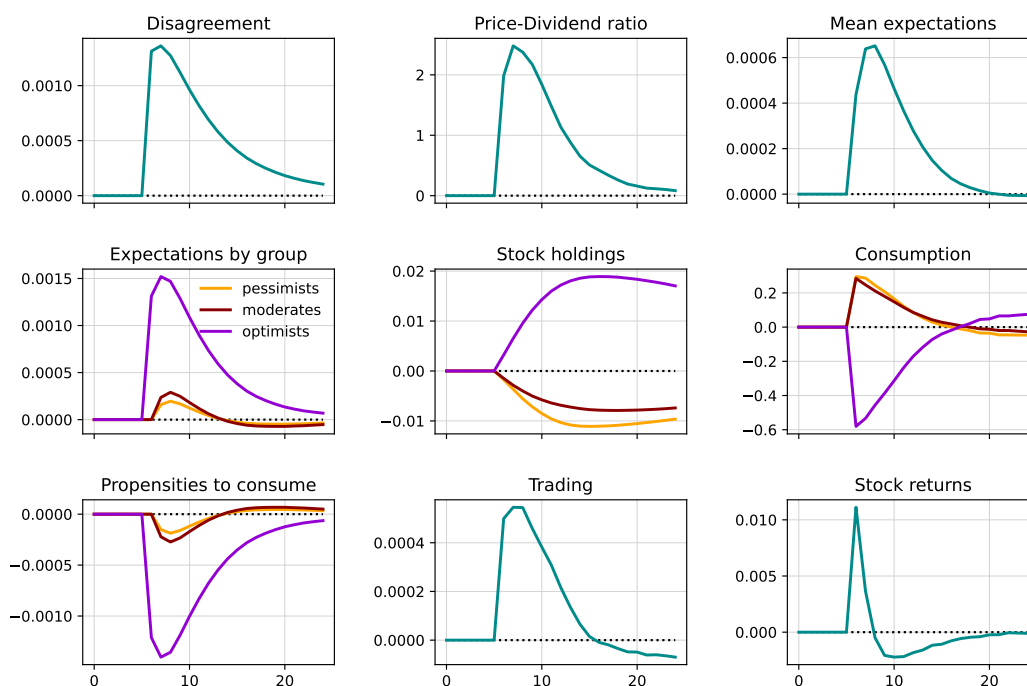 Disagreement
Price-Dividend ratio
Mean expectations
0.0010
0.0005
0.0000
2
1
0
0.0006
0.0004
0.0002
0.0000
Expectations by group
Stock holdings
Consumption
0.0015
0.0010
0.0005
0.0000
pessimists
moderates
optimists
0.02
0.01
0.00
−0.01
0.2
0.0
−0.2
−0.4
−0.6
Propensities to consume
Trading
Stock returns
0.0000
−0.0005
−0.0010
0.0004
0.0002
0.0000
0.010
0.005
0.000
0 10 20
0 10 20
0 10 20